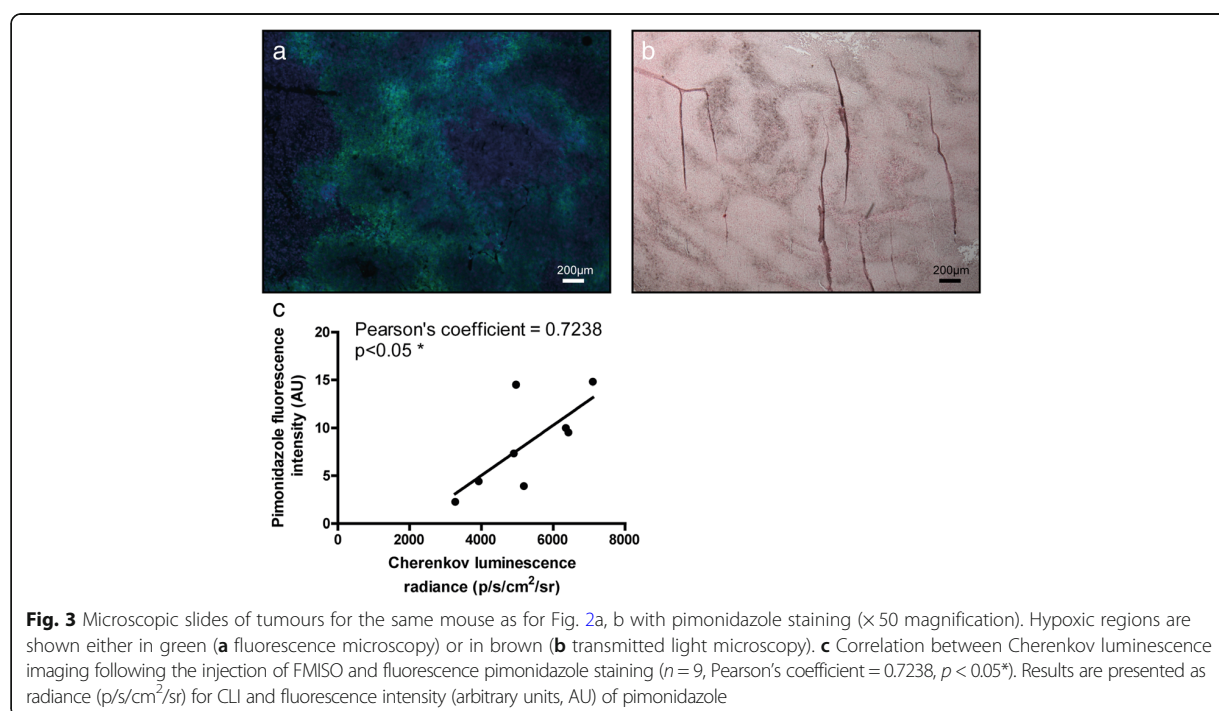 a
b
200µm
200µm
C
Pearson's coefficient = 0.7238
p<0.05 *
Pimonidazole fluorescence
intensity (AU)
20
15
10
5
0
0 2000 4000 6000 8000
Cherenkov luminescence
radiance (p/s/cm²/sr)
Fig. 3 Microscopic slides of tumours for the same mouse as for Fig. 2a, b with pimonidazole staining (× 50 magnification). Hypoxic regions are
shown either in green (a fluorescence microscopy) or in brown (b transmitted light microscopy). c Correlation between Cherenkov luminescence
imaging following the injection of FMISO and fluorescence pimonidazole staining (n = 9, Pearson’s coefficient = 0.7238, p < 0.05*). Results are presented as
radiance (p/s/cm²/sr) for CLI and fluorescence intensity (arbitrary units, AU) of pimonidazole